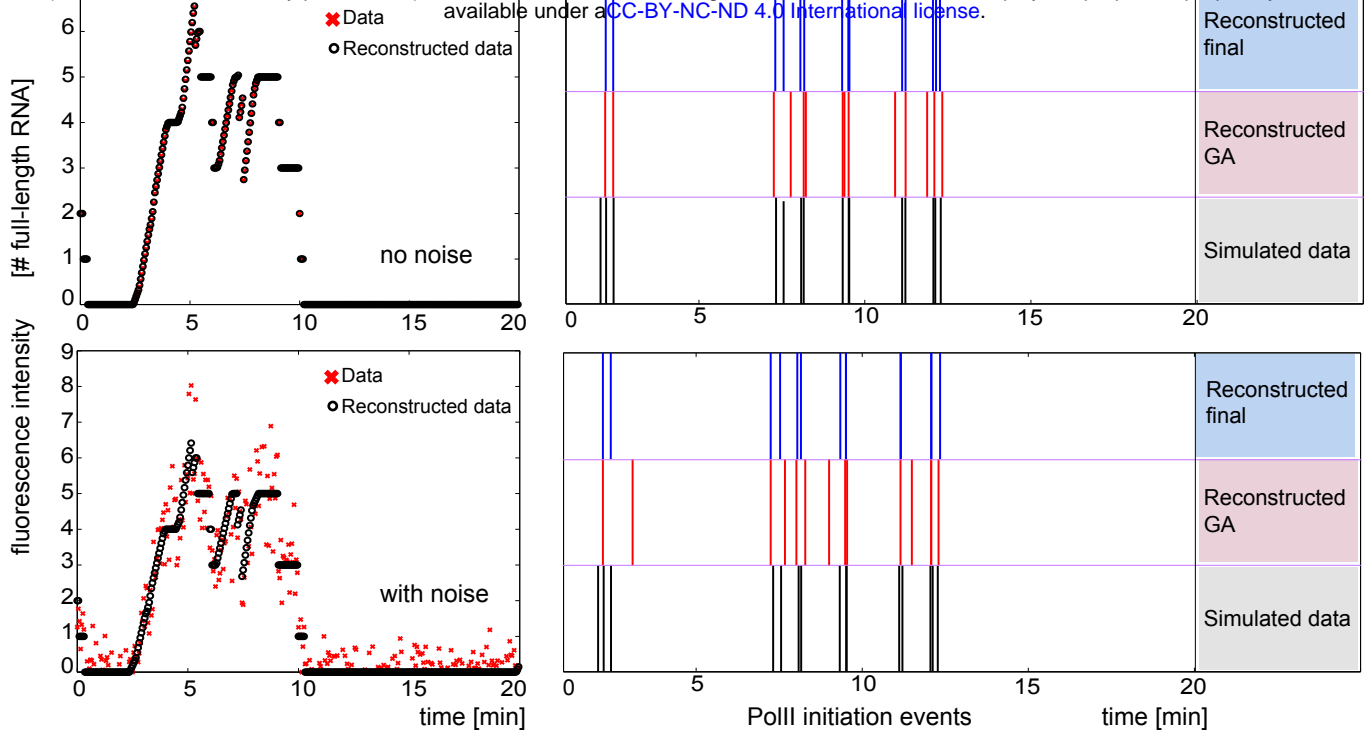 available under aCC-BY-NC-ND 4.0 International license.
6
5
4
3
2
1
0
[# full-length RNA]
Data
Reconstructed data
no noise
0
5
10
15
20
Reconstructed
final
Reconstructed
GA
Simulated data
0
5
10
15
20
fluorescence intensity
9
8
7
6
5
4
3
2
1
0
Data
Reconstructed data
with noise
0
5
10
15
20
time [min]
Reconstructed
final
Reconstructed
GA
Simulated data
0
5
10
15
20
PolII initiation events
time [min]